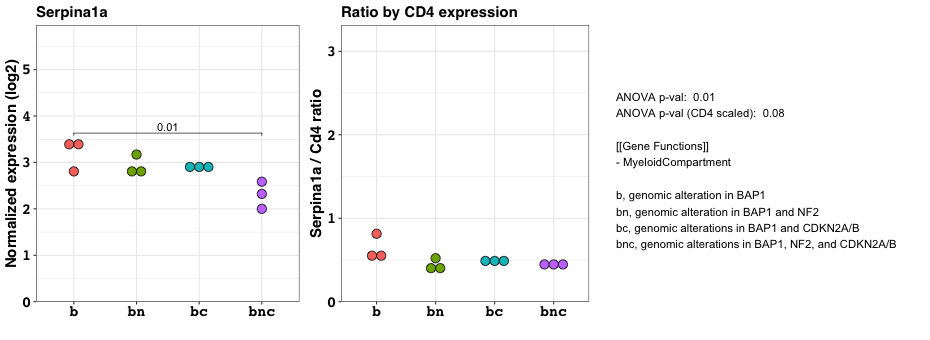 Serpina1a
Normalized expression (log2)
5
4
3
2
1
0
0.01
b bn bc bnc
Ratio by CD4 expression
Serpina1a / Cd4 ratio
3
2
1
0
b bn bc bnc
ANOVA p-val: 0.01
ANOVA p-val (CD4 scaled): 0.08
[[Gene Functions]]
- MyeloidCompartment
b, genomic alteration in BAP1
bn, genomic alteration in BAP1 and NF2
bc, genomic alterations in BAP1 and CDKN2A/B
bnc, genomic alterations in BAP1, NF2, and CDKN2A/B